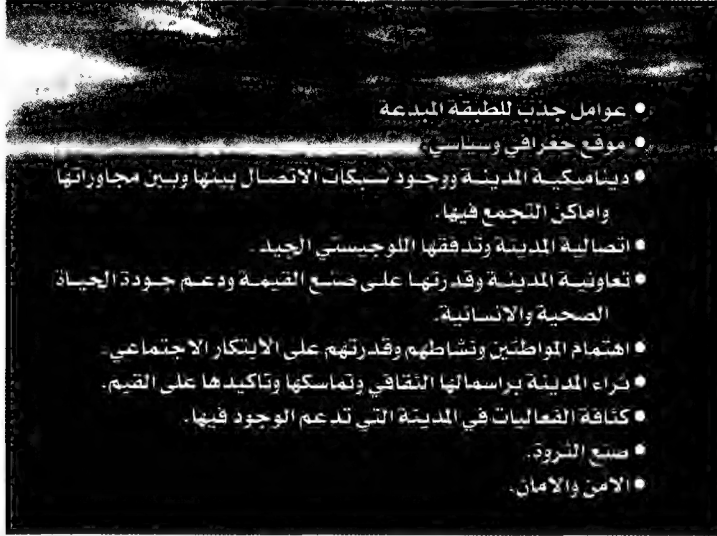 • عوامل جذب للطبقة المبدعة
• موقع جغرافي وسياسي.
• ديناميكية المدينة ووجود شبكات الاتصال بينها وبين مجاوراتها
واماكن التجمع فيها.
• اتصالية المدينة وتدفقها اللوجيستي الجيد.
• تعاونية المدينة وقدرتها على صنع القيمة ودعم جودة الحياة
الصحية والانسانية.
• اهتمام المواطنين ونشاطهم وقدرتهم على الابتكار الاجتماعي.
• ثراء المدينة براسمالها الثقافي وتماسكها وتاكيدها على القيم.
• كثافة الفعاليات في المدينة التي تدعم الوجود فيها.
• صنع الثروة.
• الامن والامان.